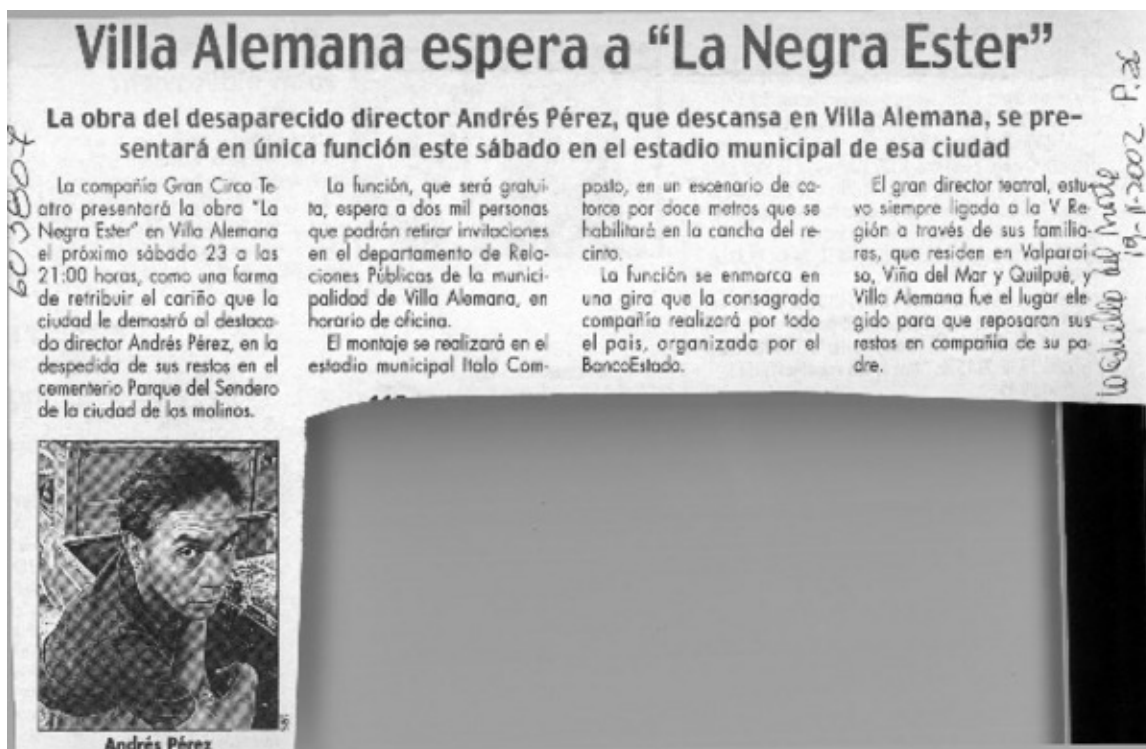 Villa Alemana espera a “La Negra Ester”
La obra del desaparecido director Andrés Pérez, que descansa en Villa Alemana, se pre-
sentará en única función este sábado en el estadio municipal de esa ciudad
La compañía Gran Circo Te-
atro presentará la obra "La
Negra Ester" en Villa Alemana
el próximo sábado 23 a las
21:00 horas, como una forma
de retribuir el cariño que la
ciudad le demostró al destaca-
do director Andrés Pérez, en la
despedida de sus restos en el
cementerio Parque del Sendero
de la ciudad de los molinos.
Andrés Pérez
La función, que será gratui-
ta, espera a dos mil personas
que podrán retirar invitaciones
en el departamento de Rela-
ciones Públicas de la munici-
palidad de Villa Alemana, en
horario de oficina.
El montaje se realizará en el
estadio municipal Italo Com-
posto, en un escenario de ca-
torce por doce metros que se
habilitará en la cancha del re-
cinto.
La función se enmarca en
una gira que la consagrada
compañía realizará por todo
el país, organizada por el
BancoEstado.
El gran director teatral, estu-
vo siempre ligado a la V Re-
gión a través de sus familia-
res, que residen en Valparaí-
so, Viña del Mar y Quilpué, y
Villa Alemana fue el lugar ele-
gido para que reposaran sus
restos en compañía de su pa-
dre.